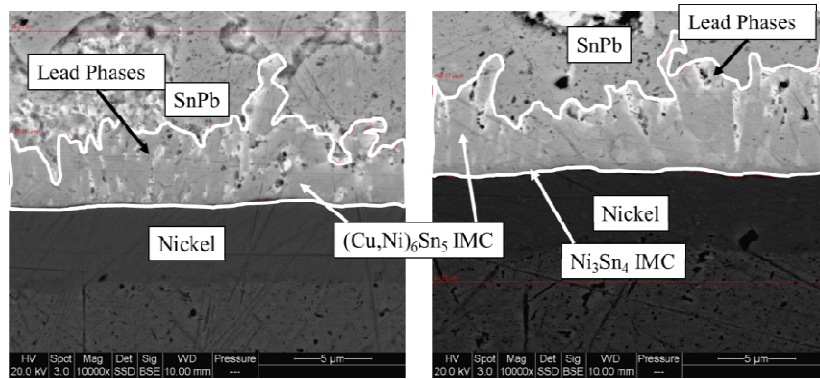 Lead Phases
SnPb
Nickel
SnPb
Lead Phases
Nickel
(Cu,Ni)6Sn5 IMC
Ni3Sn4 IMC
HV Spot Mag Det Sig WD Pressure
20.0 kV 3.0 10000x SSD BSE 10.00 mm ---
5 μm
HV Spot Mag Det Sig WD Pressure
20.0 kV 3.0 10000x SSD BSE 10.00 mm ---
5 μm